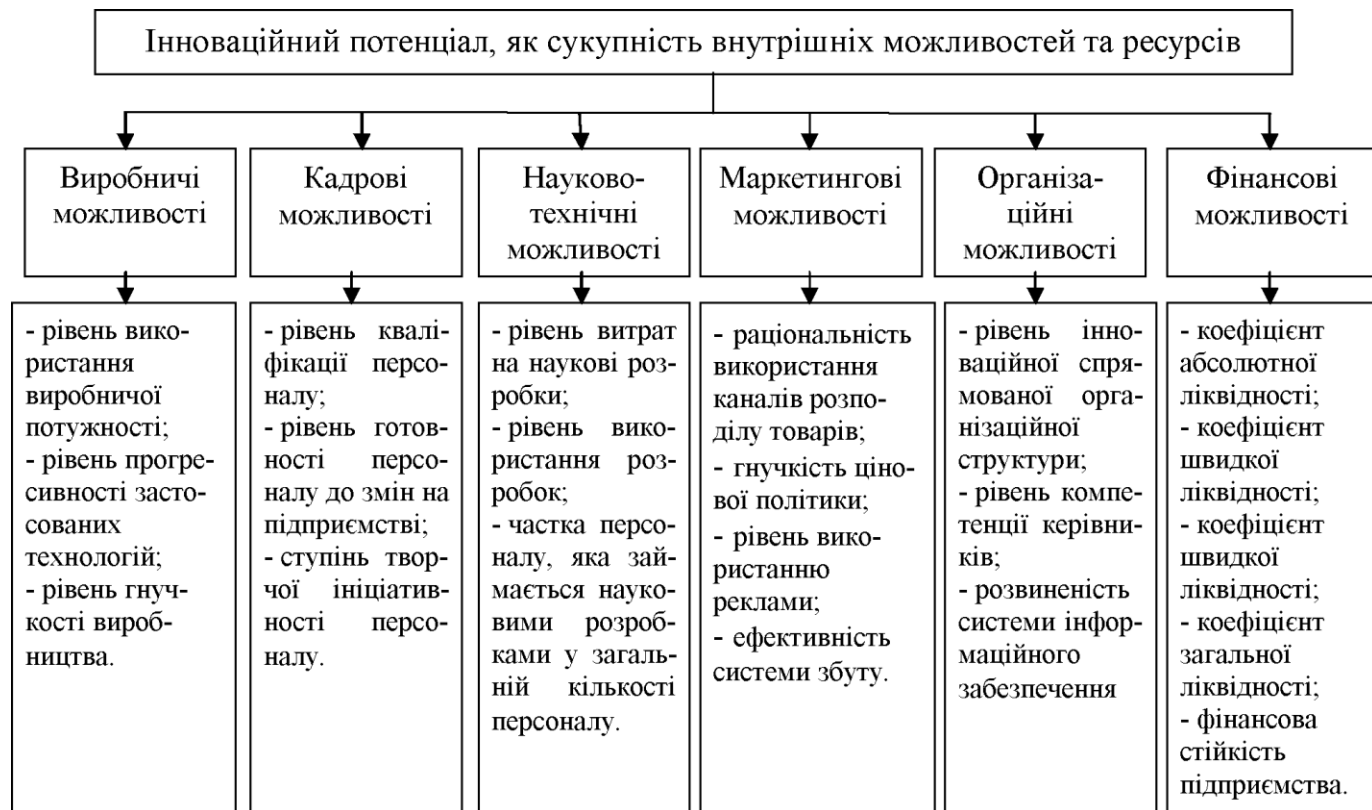 Інноваційний потенціал, як сукупність внутрішніх можливостей та ресурсів
Виробничі
можливості
Кадрові
можливості
Науково-
технічні
можливості
Маркетингові
можливості
Організа-
ційні
можливості
Фінансові
можливості
- рівень вико-
ристання
виробничої
потужності;
- рівень прогре-
сивності засто-
сованих
технологій;
- рівень гнуч-
кості вироб-
ництва.
- рівень квалі-
фікації персо-
налу;
- рівень готов-
ності персо-
налу до змін на
підприємстві;
- ступінь твор-
чої ініціатив-
ності персо-
налу.
- рівень витрат
на наукові роз-
робки;
- рівень вико-
ристання роз-
робок;
- частка персо-
налу, яка зай-
мається науко-
вими розроб-
ками у загаль-
ній кількості
персоналу.
- раціональність
використання
каналів розпо-
ділу товарів;
- гнучкість ціно-
вої політики;
- рівень вико-
ристанню
реклами;
- ефективність
системи збуту.
- рівень інно-
ваційної спря-
мованої орга-
нізаційної
структури;
- рівень компе-
тенції керівни-
ків;
- розвиненість
системи інфор-
маційного
забезпечення
- коефіцієнт
абсолютної
ліквідності;
- коефіцієнт
швидкої
ліквідності;
- коефіцієнт
швидкої
ліквідності;
- коефіцієнт
загальної
ліквідності;
- фінансова
стійкість
підприємства.